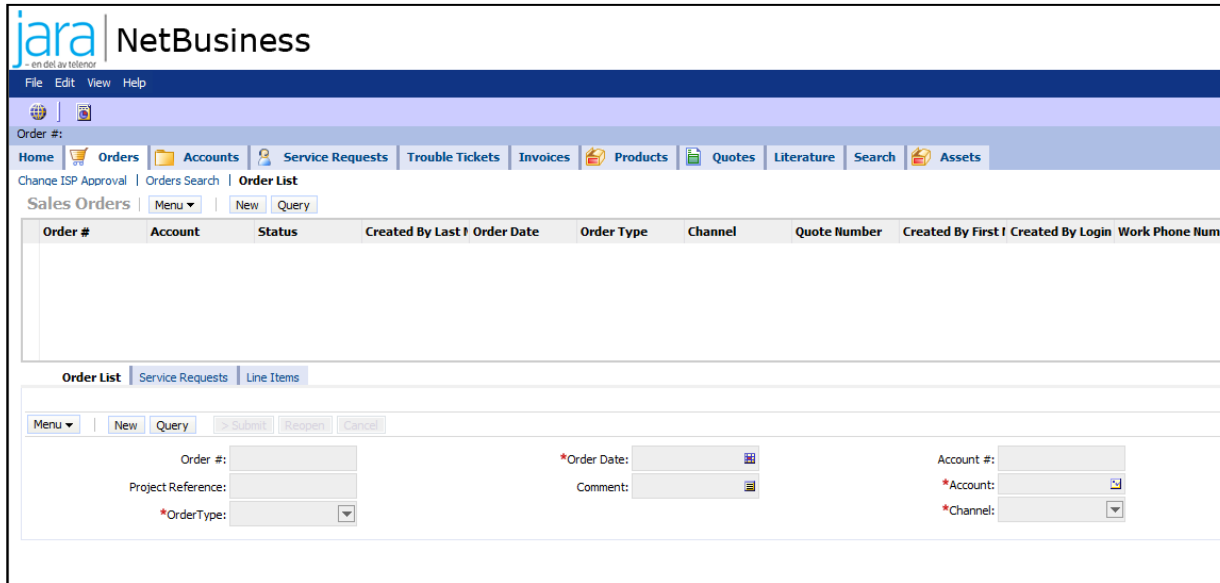 jara NetBusiness
– en del av telenor
File Edit View Help
Order #:
Home Orders Accounts Service Requests Trouble Tickets Invoices Products Quotes Literature Search Assets
Change ISP Approval | Orders Search | Order List
Sales Orders Menu New Query
Order # Account Status Created By Last N Order Date Order Type Channel Quote Number Created By First N Created By Login Work Phone Num
Order List Service Requests Line Items
Menu New Query > Submit Reopen Cancel
Order #: *Order Date: Account #:
Project Reference: Comment: *Account:
*OrderType: *Channel: